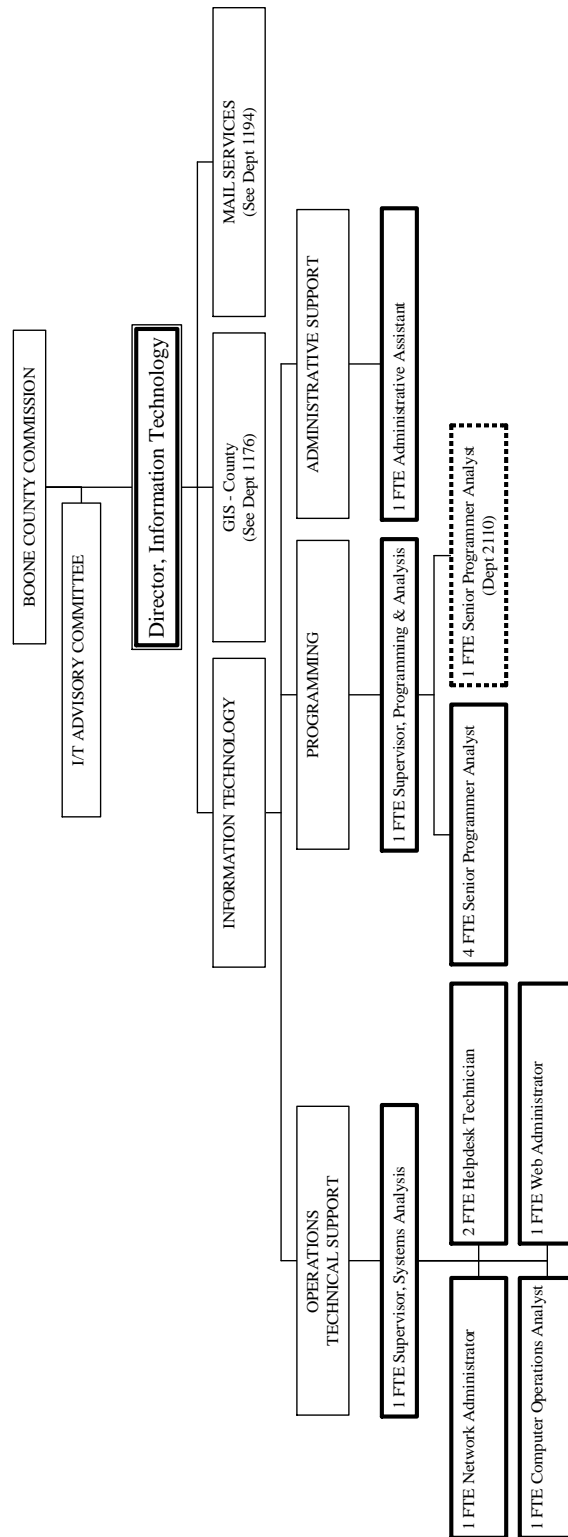 BOONE COUNTY COMMISSION
I/T ADVISORY COMMITTEE
Director, Information Technology
INFORMATION TECHNOLOGY
GIS - County
(See Dept 1176)
MAIL SERVICES
(See Dept 1194)
OPERATIONS
TECHNICAL SUPPORT
PROGRAMMING
ADMINISTRATIVE SUPPORT
1 FTE Supervisor, Systems Analysis
1 FTE Supervisor, Programming & Analysis
1 FTE Administrative Assistant
1 FTE Network Administrator
2 FTE Helpdesk Technician
4 FTE Senior Programmer Analyst
1 FTE Senior Programmer Analyst
(Dept 2110)
1 FTE Computer Operations Analyst
1 FTE Web Administrator